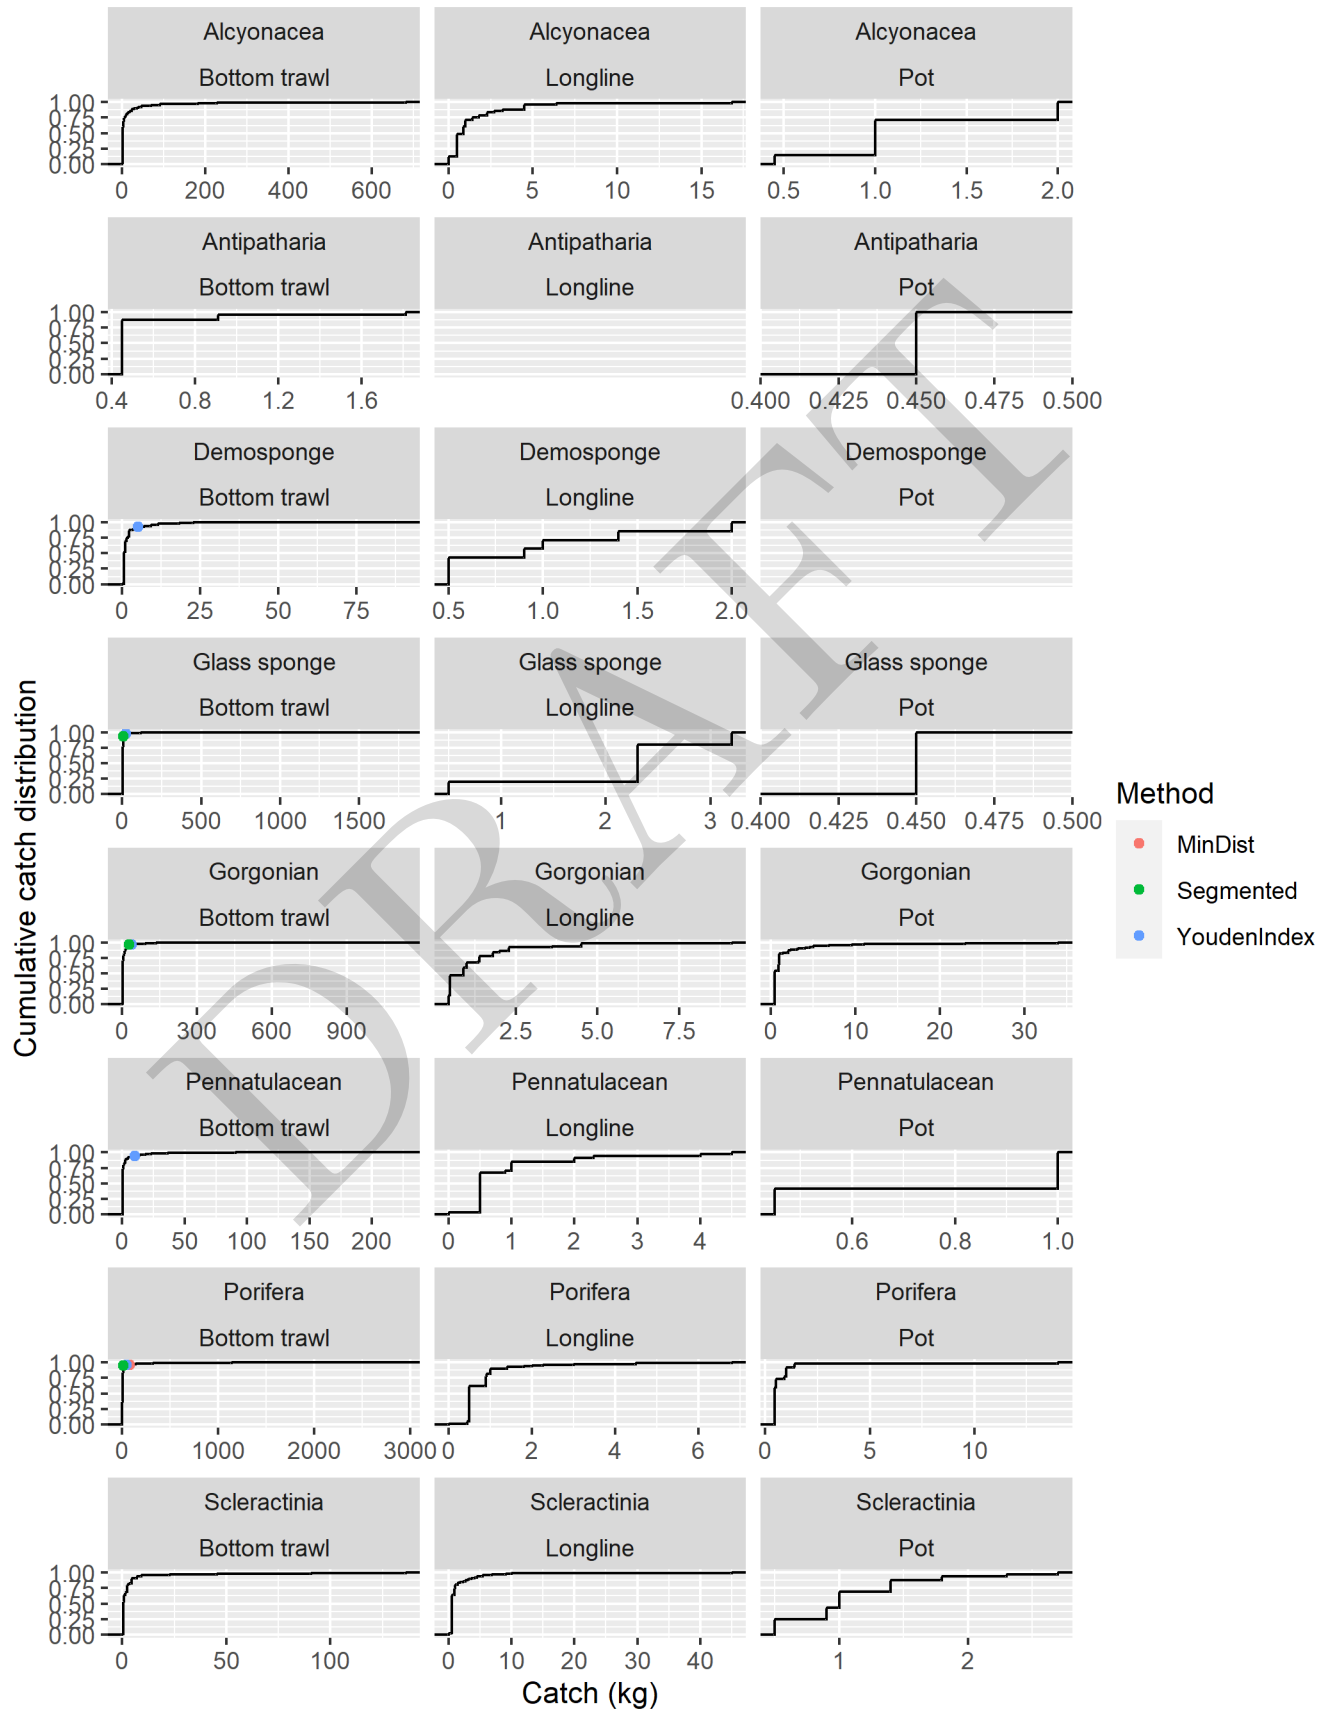 Alcyonacea Alcyonacea Alcyonacea
Bottom trawl Longline Pot
1.00
0.75
0.50
0.25
0.00
0 200 400 600 0 5 10 15 0.5 1.0 1.5 2.0
Antipatharia Antipatharia Antipatharia
Bottom trawl Longline Pot
1.00
0.75
0.50
0.25
0.00
0.4 0.8 1.2 1.6 0.400 0.425 0.450 0.475 0.500
Demosponge Demosponge Demosponge
Bottom trawl Longline Pot
1.00
0.75
0.50
0.25
0.00
0 25 50 75 0.5 1.0 1.5 2.0
Glass sponge Glass sponge Glass sponge
Bottom trawl Longline Pot
1.00
0.75
0.50
0.25
0.00
0 500 1000 1500 1 2 3 0.400 0.425 0.450 0.475 0.500
Gorgonian Gorgonian Gorgonian
Bottom trawl Longline Pot
1.00
0.75
0.50
0.25
0.00
0 300 600 900 2.5 5.0 7.5 0 10 20 30
Pennatulacean Pennatulacean Pennatulacean
Bottom trawl Longline Pot
1.00
0.75
0.50
0.25
0.00
0 50 100 150 200 0 1 2 3 4 0.6 0.8 1.0
Porifera Porifera Porifera
Bottom trawl Longline Pot
1.00
0.75
0.50
0.25
0.00
0 1000 2000 3000 0 2 4 6 0 5 10
Scleractinia Scleractinia Scleractinia
Bottom trawl Longline Pot
1.00
0.75
0.50
0.25
0.00
0 50 100 0 10 20 30 40 1 2
Catch (kg)
Cumulative catch distribution
Method
MinDist
Segmented
YoudenIndex
DRAFT